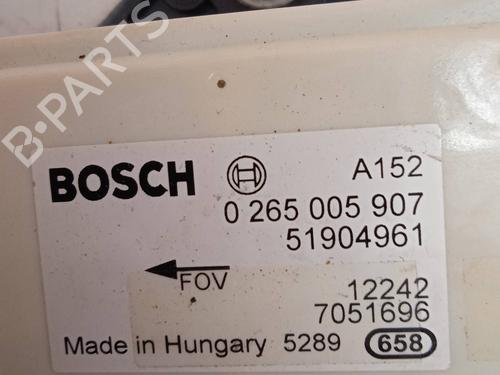 B-PARTS
BOSCH A152
0 265 005 907
51904961
FOV
12242
7051696
Made in Hungary 5289 658